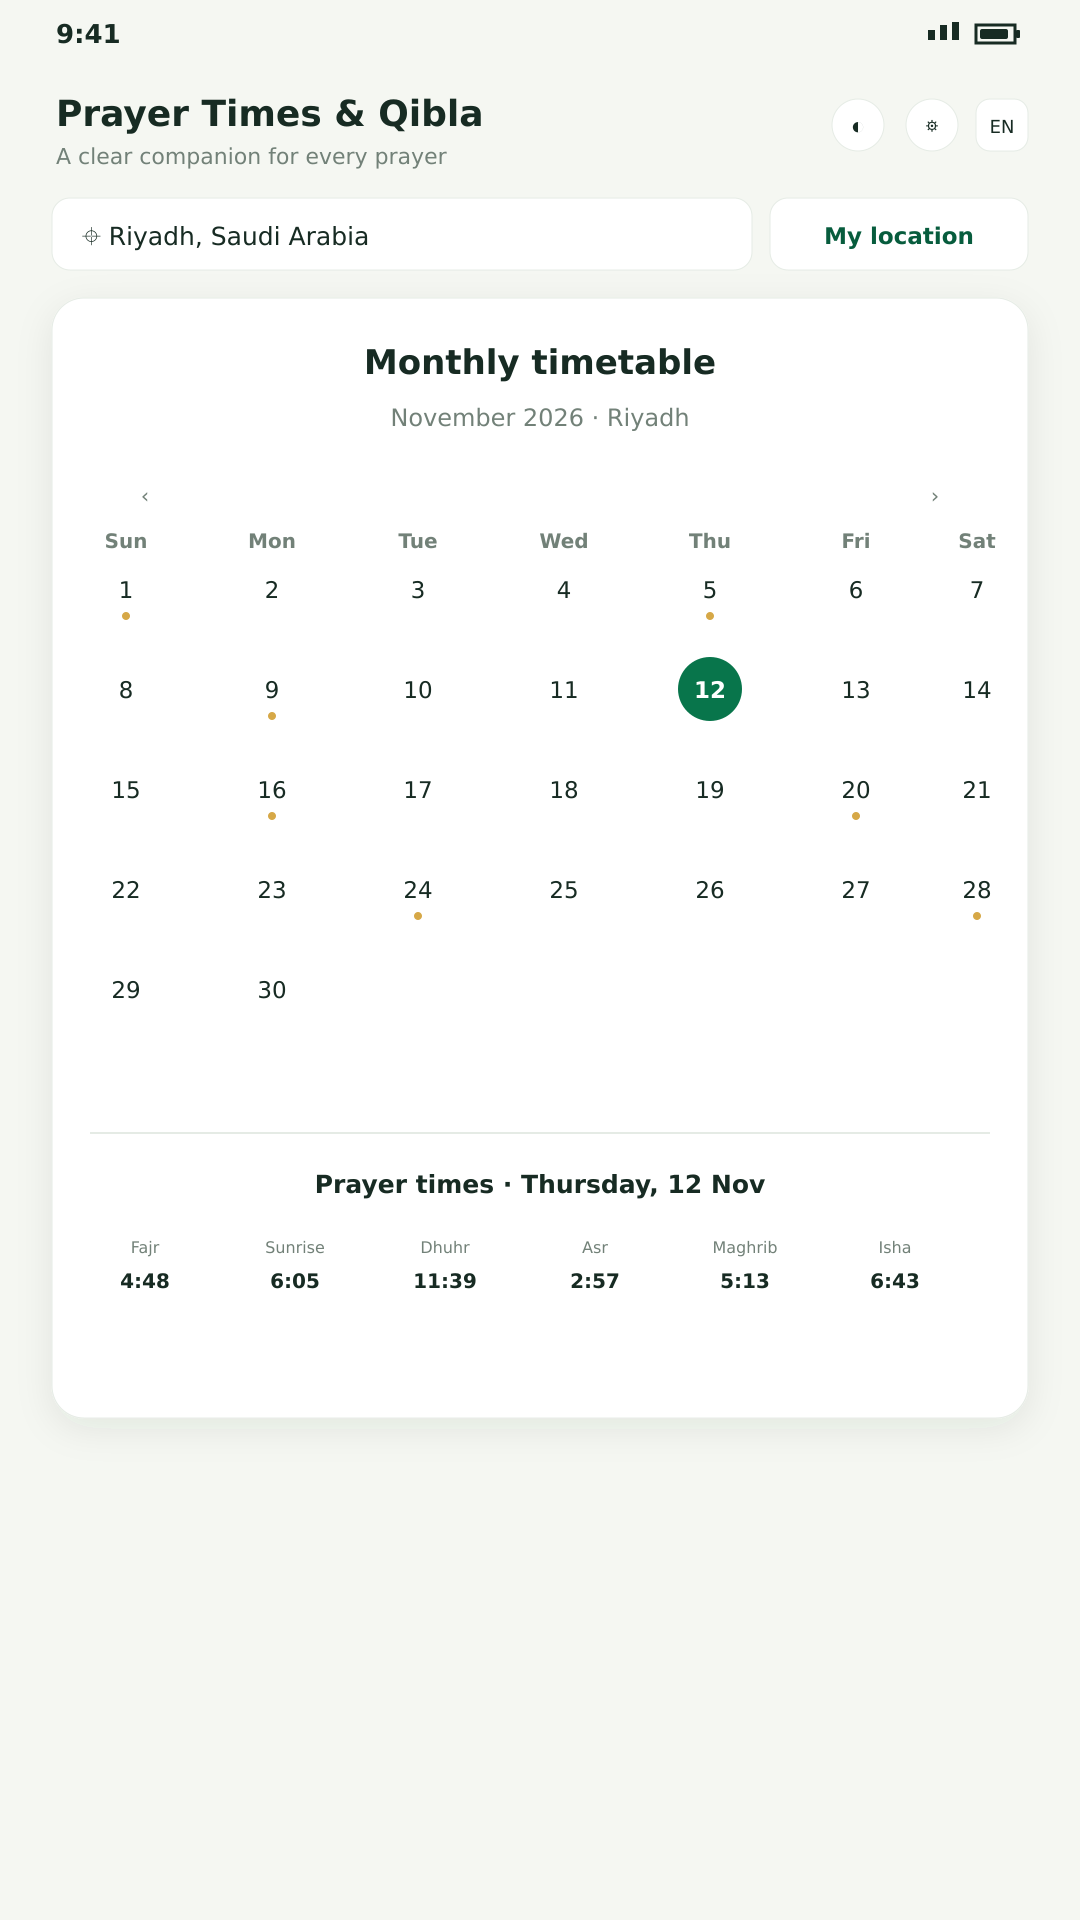 9:41
Prayer Times & Qibla
A clear companion for every prayer
EN
Riyadh, Saudi Arabia
My location
Monthly timetable
November 2026 · Riyadh
‹ ›
Sun Mon Tue Wed Thu Fri Sat
1 2 3 4 5 6 7
8 9 10 11 12 13 14
15 16 17 18 19 20 21
22 23 24 25 26 27 28
29 30
Prayer times · Thursday, 12 Nov
Fajr Sunrise Dhuhr Asr Maghrib Isha
4:48 6:05 11:39 2:57 5:13 6:43